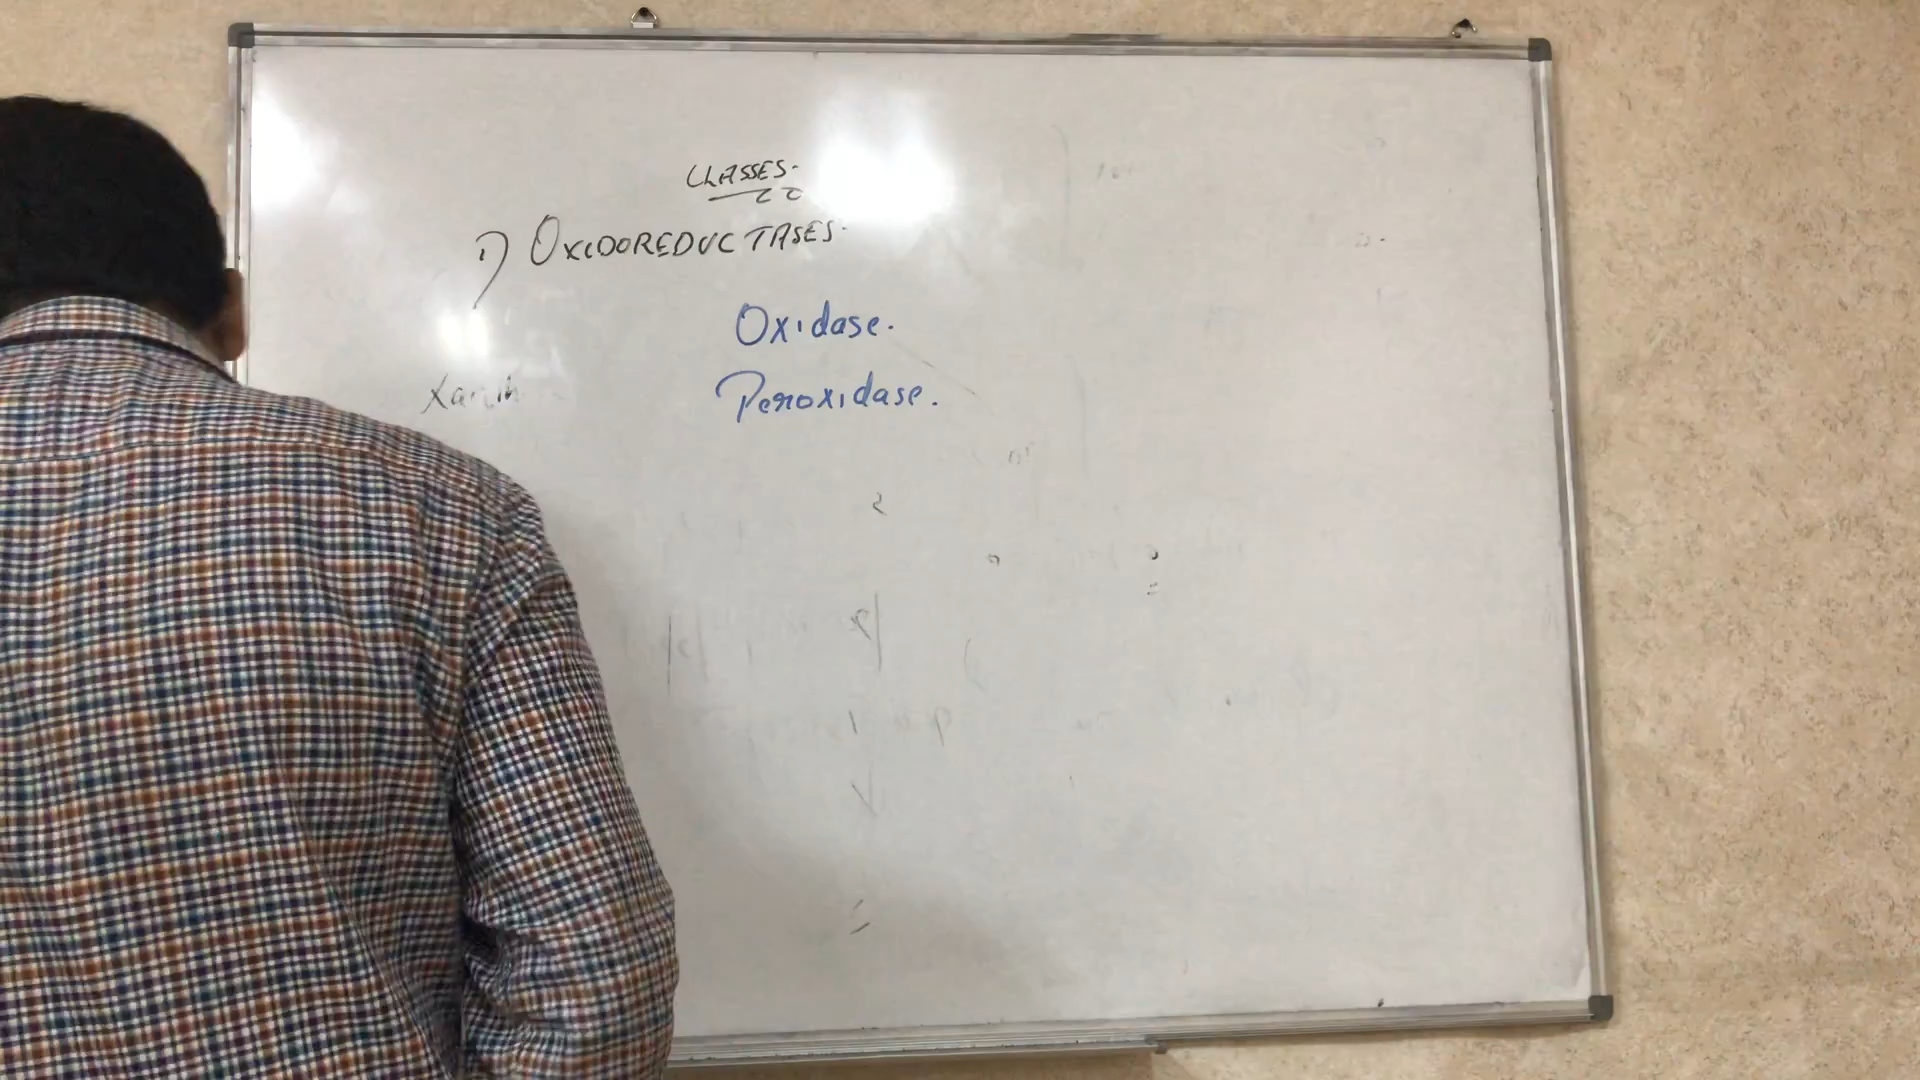 CLASSES.
1) OXIDOREDUCTASES.
Oxidase.
Peroxidase.